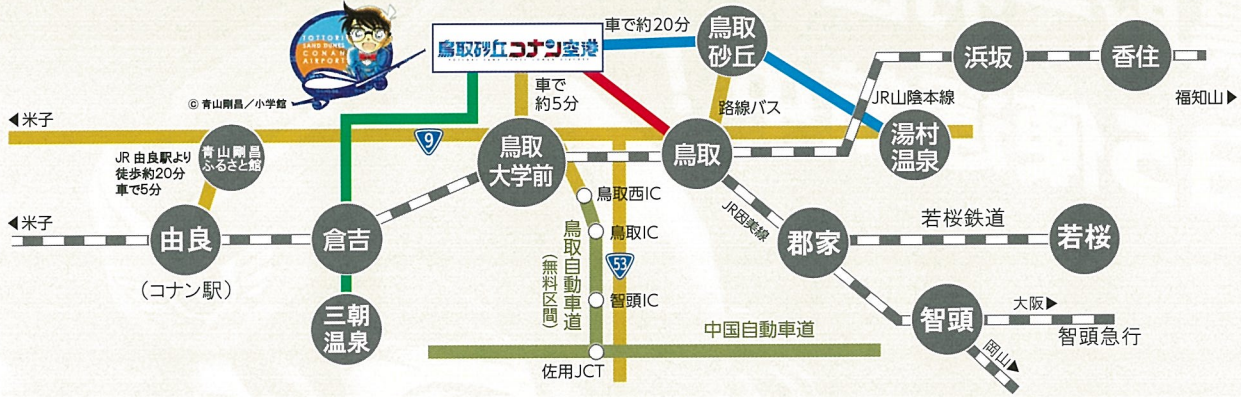 TOTTORI
SAND DUNES
CONAN
AIRPORT
© 青山剛昌／小学館
鳥取砂丘コナン空港
車で約20分
鳥取
砂丘
浜坂
香住
福知山▶
JR山陰本線
湯村
温泉
路線バス
車で
約5分
◀米子
9
JR 由良駅より
徒歩約20分
車で5分
青山剛昌
ふるさと館
鳥取
大学前
鳥取
◀米子
由良
(コナン駅)
倉吉
三朝
温泉
鳥取西IC
鳥取IC
智頭IC
佐用JCT
鳥取自動車道
(無料区間)
53
中国自動車道
JR因美線
郡家
若桜鉄道
若桜
智頭
大阪▶
智頭急行
岡山▶